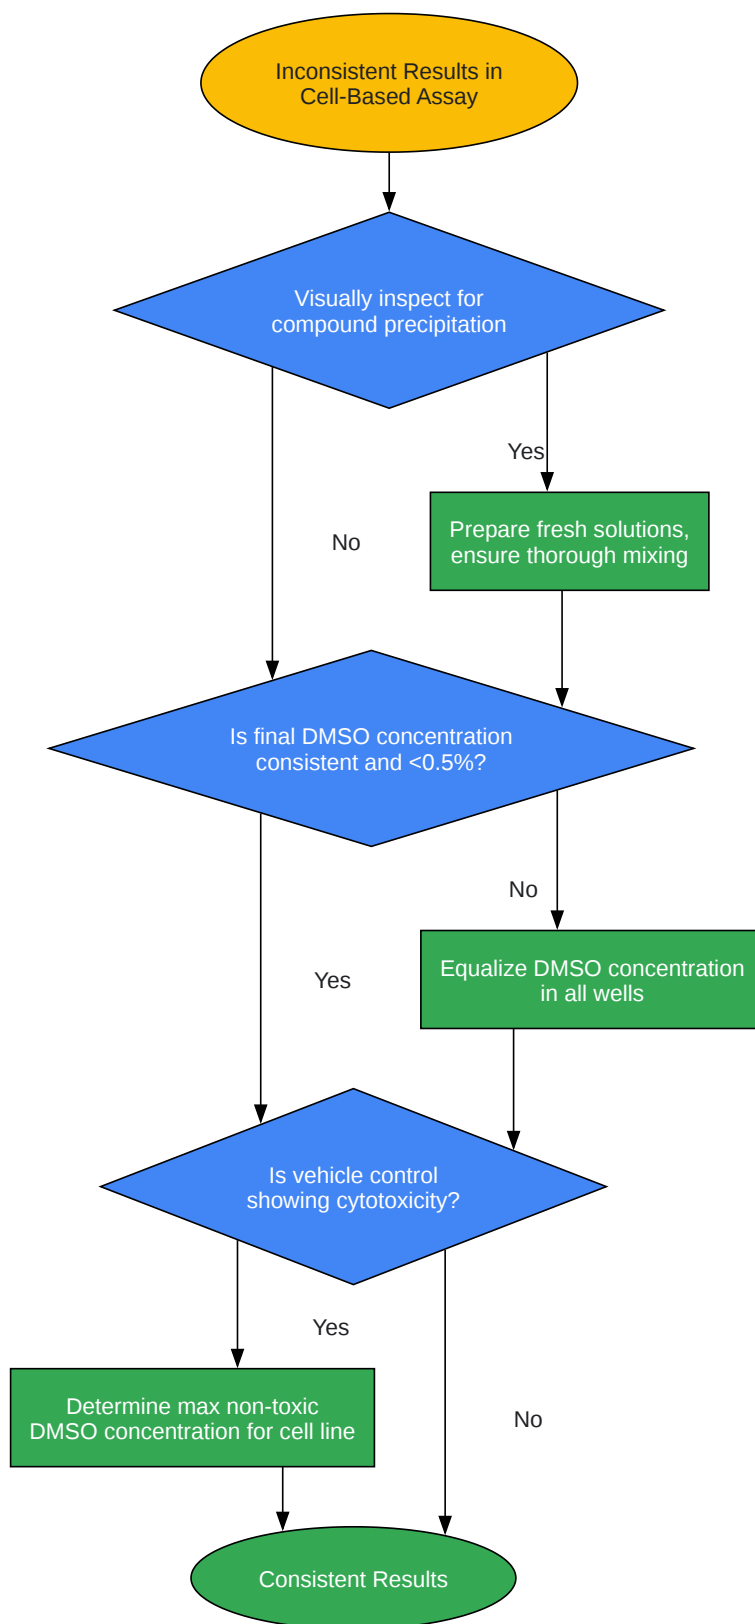 Inconsistent Results in
Cell-Based Assay
Visually inspect for
compound precipitation
Yes
Prepare fresh solutions,
ensure thorough mixing
No
Is final DMSO concentration
consistent and <0.5%?
No
Equalize DMSO concentration
in all wells
Yes
Is vehicle control
showing cytotoxicity?
Yes
Determine max non-toxic
DMSO concentration for cell line
No
Consistent Results